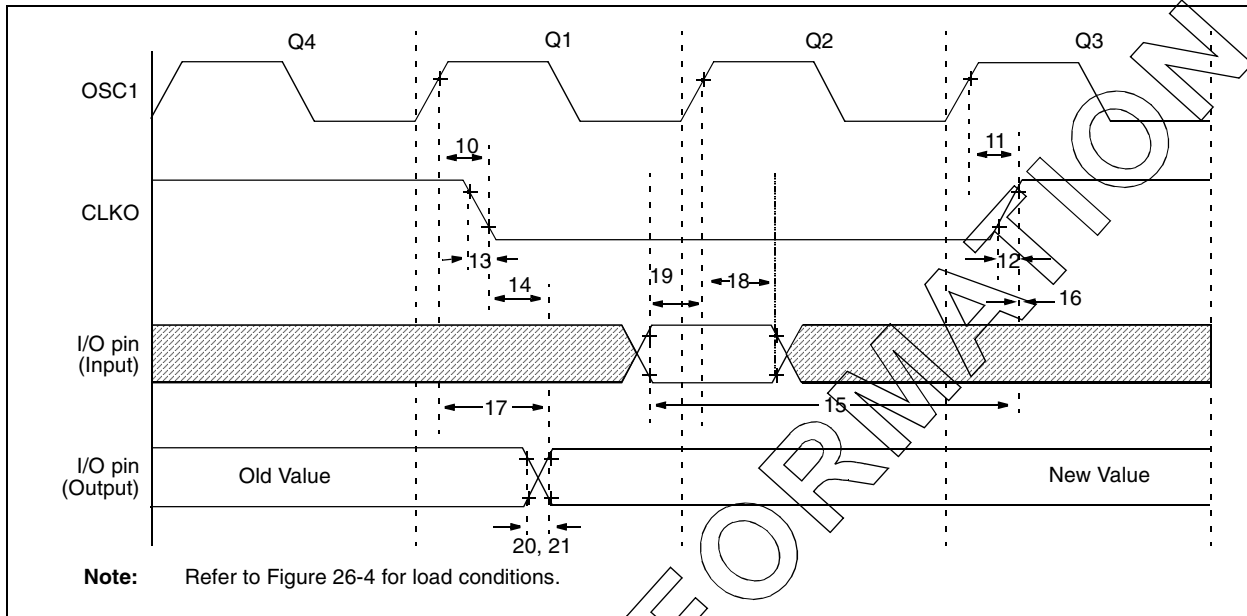 Q4 Q1 Q2 Q3
OSC1
10 11
CLKO
13 12
14 19 18 16
I/O pin
(Input)
17 15
I/O pin
(Output)
Old Value New Value
20, 21
Note: Refer to Figure 26-4 for load conditions.
FORMATION